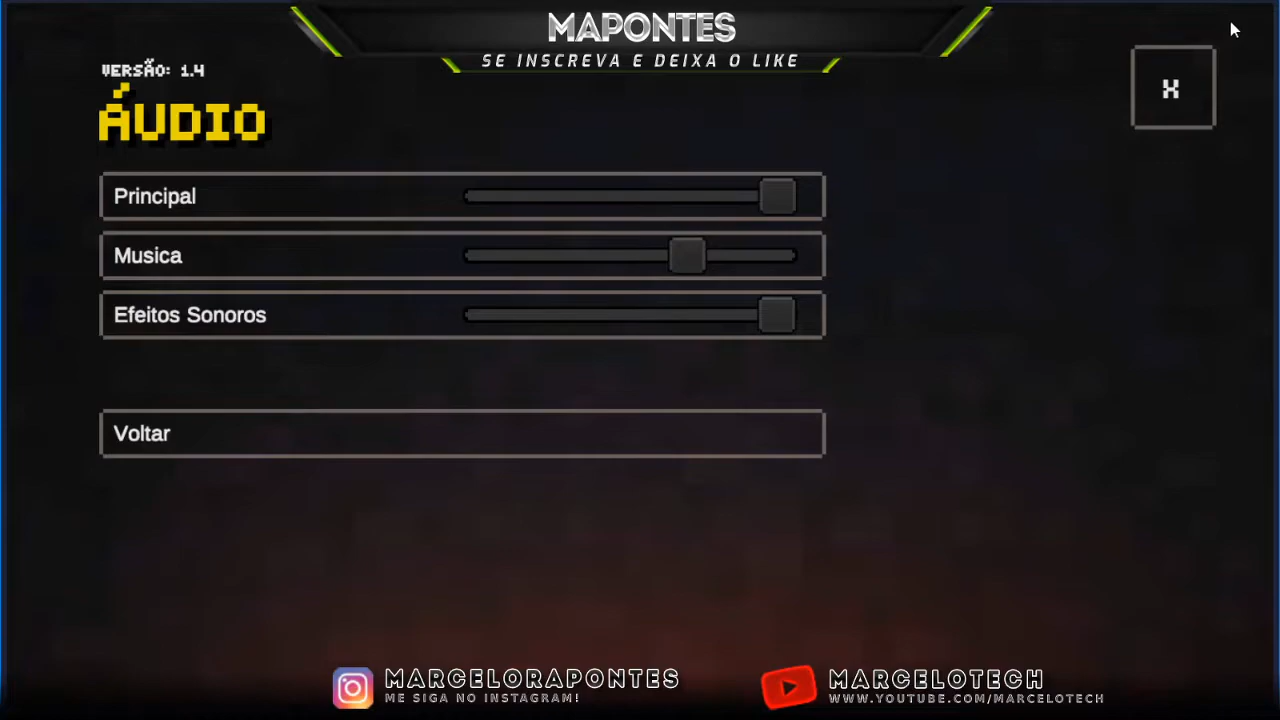 MAPONTES
SE INSCREVA E DEIXA O LIKE
VERSÃO: 1.4
X
ÁUDIO
Principal
Musica
Efeitos Sonoros
Voltar
MARCELORAPONTES
ME SIGA NO INSTAGRAM!
MARCELOTECH
WWW.YOUTUBE.COM/MARCELOTECH